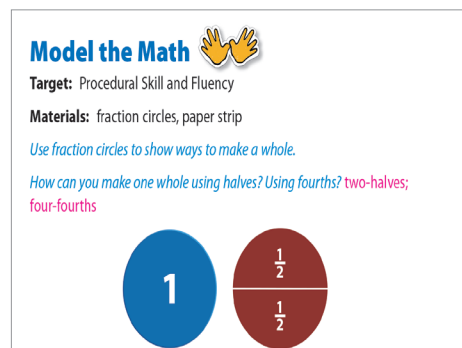 Model the Math
Target: Procedural Skill and Fluency
Materials: fraction circles, paper strip
Use fraction circles to show ways to make a whole.
How can you make one whole using halves? Using fourths? two-halves;
four-fourths
1
1/2
1/2